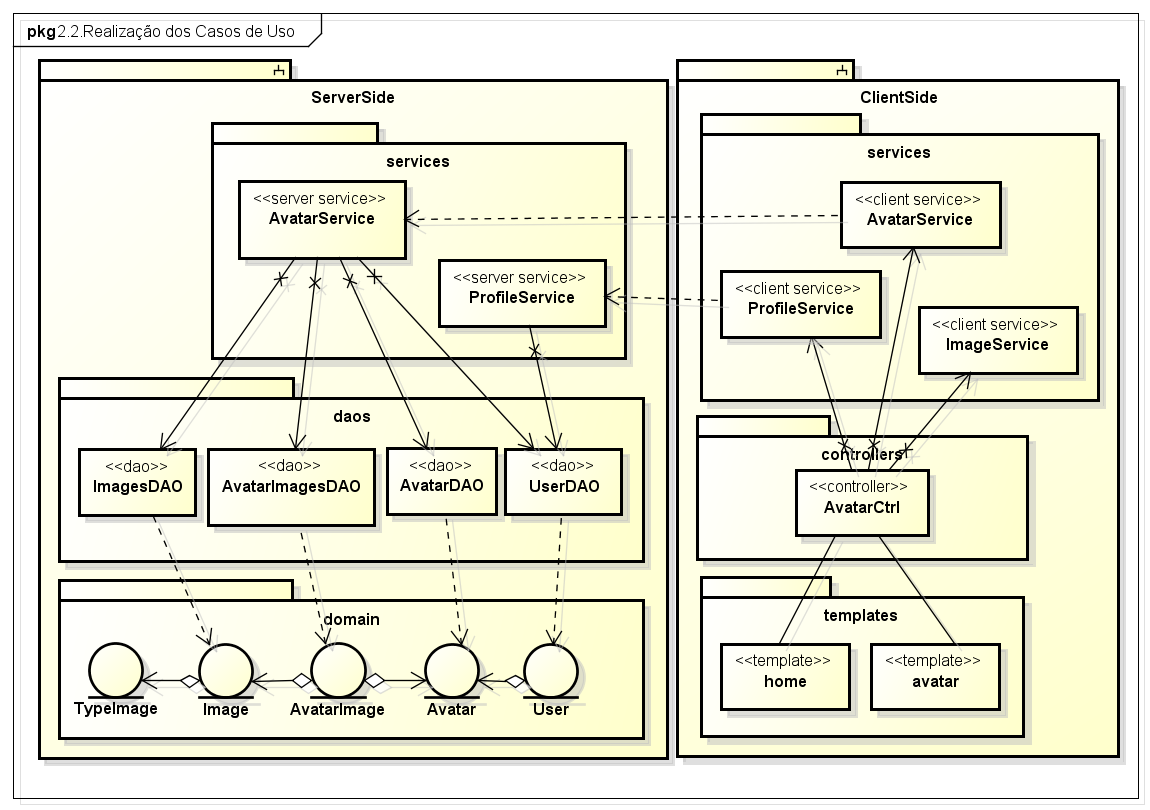 pkg 2.2.Realização dos Casos de Uso
ServerSide
services
<<server service>>
AvatarService
<<server service>>
ProfileService
daos
<<dao>>
ImagesDAO
<<dao>>
AvatarImagesDAO
<<dao>>
AvatarDAO
<<dao>>
UserDAO
domain
TypeImage
Image
AvatarImage
Avatar
User
ClientSide
services
<<client service>>
AvatarService
<<client service>>
ProfileService
<<client service>>
ImageService
controllers
<<controller>>
AvatarCtrl
templates
<<template>>
home
<<template>>
avatar